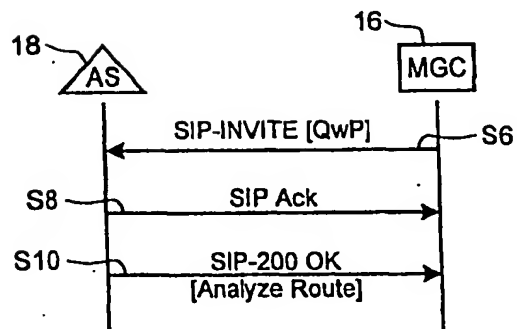 18
16
AS
MGC
SIP-INVITE [QwP]
S6
S8
SIP Ack
S10
SIP-200 OK
[Analyze Route]